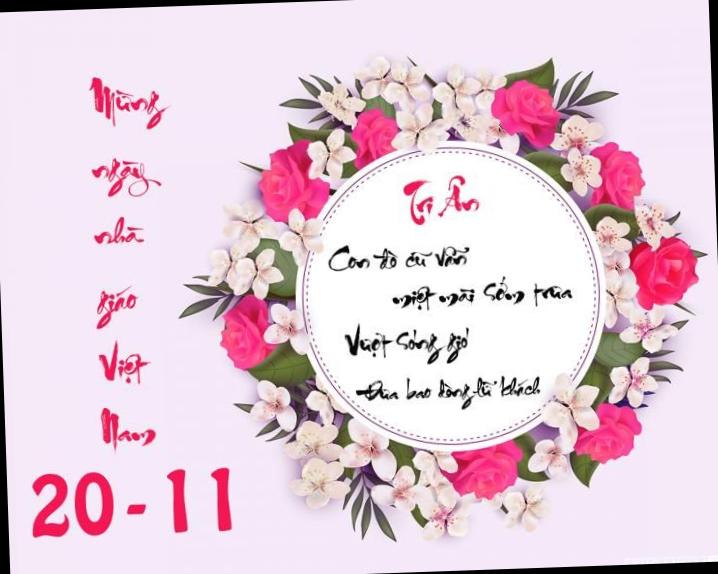 Mừng
ngày
nhà
giáo
Việt
Nam
20-11
Tri Ân
Con đò cũ vẫn
miệt mài sớm trưa
Vượt sóng gió
Đưa bao dòng lữ khách